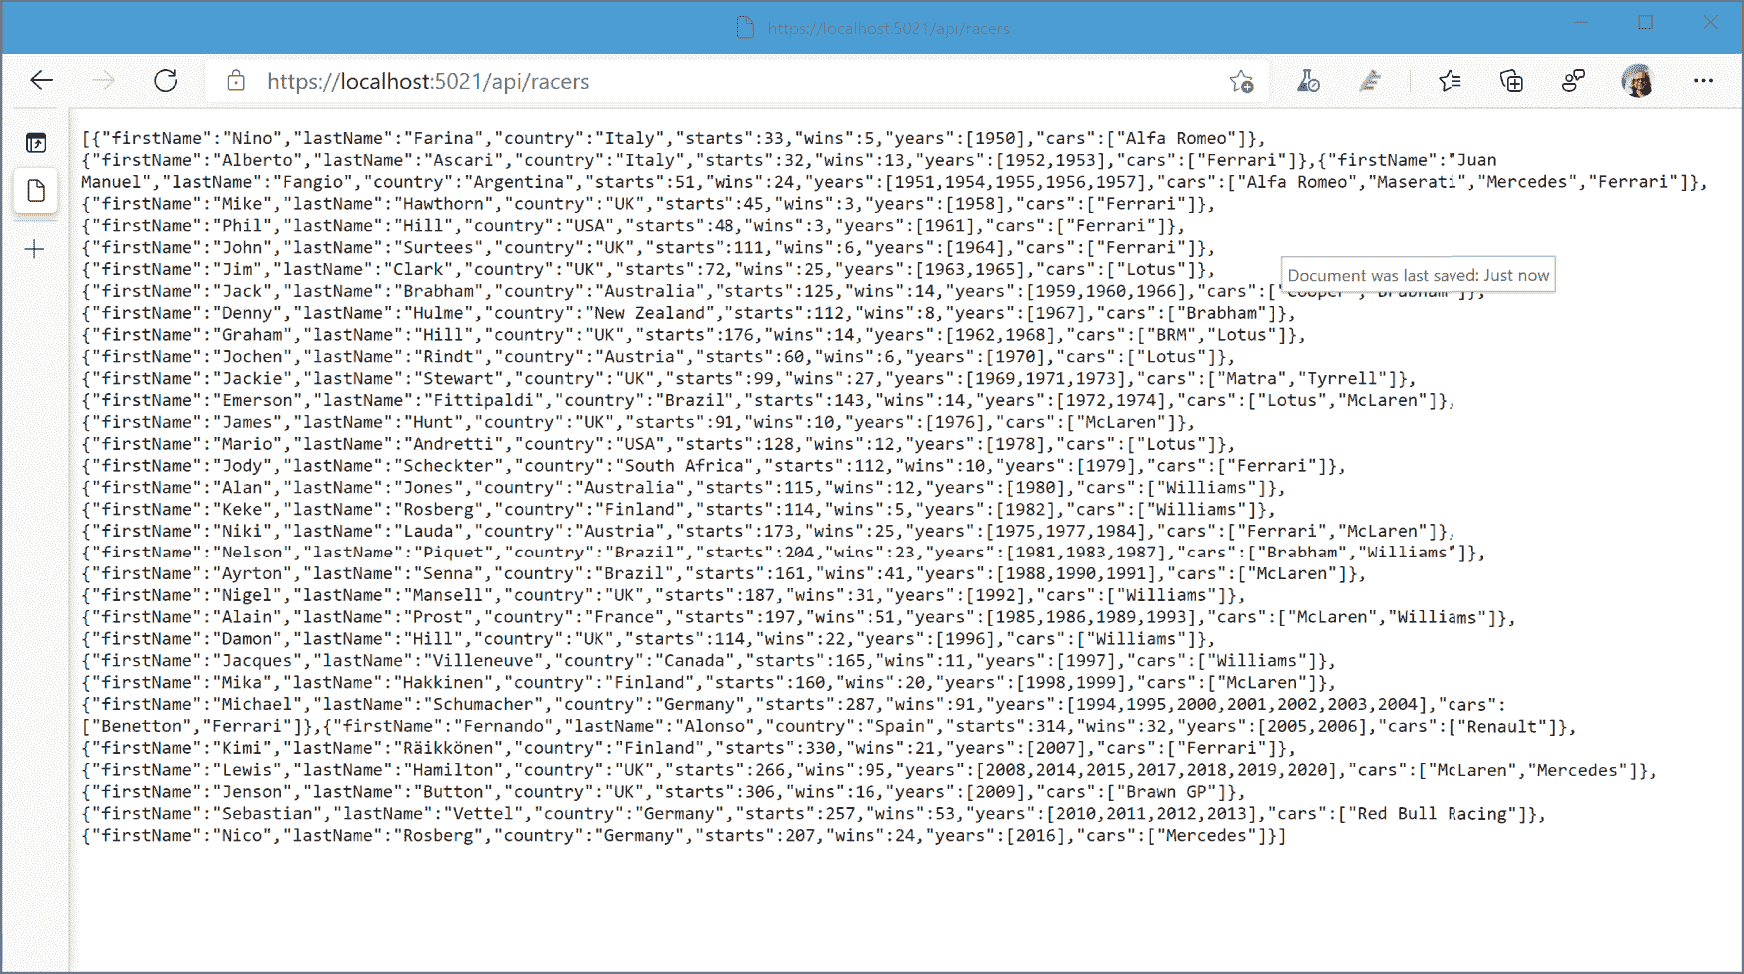 https://localhost:5021/api/racers
https://localhost:5021/api/racers
[{"firstName":"Nino","lastName":"Farina","country":"Italy","starts":33,"wins":5,"years":[1950],"cars":["Alfa Romeo"]},
{"firstName":"Alberto","lastName":"Ascari","country":"Italy","starts":32,"wins":13,"years":[1952,1953],"cars":["Ferrari"]},{"firstName":"Juan
Manuel","lastName":"Fangio","country":"Argentina","starts":51,"wins":24,"years":[1951,1954,1955,1956,1957],"cars":["Alfa Romeo","Maserati","Mercedes","Ferrari"]},
{"firstName":"Mike","lastName":"Hawthorn","country":"UK","starts":45,"wins":3,"years":[1958],"cars":["Ferrari"]},
{"firstName":"Phil","lastName":"Hill","country":"USA","starts":48,"wins":3,"years":[1961],"cars":["Ferrari"]},
{"firstName":"John","lastName":"Surtees","country":"UK","starts":111,"wins":6,"years":[1964],"cars":["Ferrari"]},
{"firstName":"Jim","lastName":"Clark","country":"UK","starts":72,"wins":25,"years":[1963,1965],"cars":["Lotus"]},
Document was last saved: Just now
{"firstName":"Jack","lastName":"Brabham","country":"Australia","starts":125,"wins":14,"years":[1959,1960,1966],"cars":["Cooper","Brabham"]},
{"firstName":"Denny","lastName":"Hulme","country":"New Zealand","starts":112,"wins":8,"years":[1967],"cars":["Brabham"]},
{"firstName":"Graham","lastName":"Hill","country":"UK","starts":176,"wins":14,"years":[1962,1968],"cars":["BRM","Lotus"]},
{"firstName":"Jochen","lastName":"Rindt","country":"Austria","starts":60,"wins":6,"years":[1970],"cars":["Lotus"]},
{"firstName":"Jackie","lastName":"Stewart","country":"UK","starts":99,"wins":27,"years":[1969,1971,1973],"cars":["Matra","Tyrrell"]},
{"firstName":"Emerson","lastName":"Fittipaldi","country":"Brazil","starts":143,"wins":14,"years":[1972,1974],"cars":["Lotus","McLaren"]},
{"firstName":"James","lastName":"Hunt","country":"UK","starts":91,"wins":10,"years":[1976],"cars":["McLaren"]},
{"firstName":"Mario","lastName":"Andretti","country":"USA","starts":128,"wins":12,"years":[1978],"cars":["Lotus"]},
{"firstName":"Jody","lastName":"Scheckter","country":"South Africa","starts":112,"wins":10,"years":[1979],"cars":["Ferrari"]},
{"firstName":"Alan","lastName":"Jones","country":"Australia","starts":115,"wins":12,"years":[1980],"cars":["Williams"]},
{"firstName":"Keke","lastName":"Rosberg","country":"Finland","starts":114,"wins":5,"years":[1982],"cars":["Williams"]},
{"firstName":"Niki","lastName":"Lauda","country":"Austria","starts":173,"wins":25,"years":[1975,1977,1984],"cars":["Ferrari","McLaren"]},
{"firstName":"Nelson","lastName":"Piquet","country":"Brazil","starts":204,"wins":23,"years":[1981,1983,1987],"cars":["Brabham","Williams"]},
{"firstName":"Ayrton","lastName":"Senna","country":"Brazil","starts":161,"wins":41,"years":[1988,1990,1991],"cars":["McLaren"]},
{"firstName":"Nigel","lastName":"Mansell","country":"UK","starts":187,"wins":31,"years":[1992],"cars":["Williams"]},
{"firstName":"Alain","lastName":"Prost","country":"France","starts":197,"wins":51,"years":[1985,1986,1989,1993],"cars":["McLaren","Williams"]},
{"firstName":"Damon","lastName":"Hill","country":"UK","starts":114,"wins":22,"years":[1996],"cars":["Williams"]},
{"firstName":"Jacques","lastName":"Villeneuve","country":"Canada","starts":165,"wins":11,"years":[1997],"cars":["Williams"]},
{"firstName":"Mika","lastName":"Hakkinen","country":"Finland","starts":160,"wins":20,"years":[1998,1999],"cars":["McLaren"]},
{"firstName":"Michael","lastName":"Schumacher","country":"Germany","starts":287,"wins":91,"years":[1994,1995,2000,2001,2002,2003,2004],"cars":
["Benetton","Ferrari"]},{"firstName":"Fernando","lastName":"Alonso","country":"Spain","starts":314,"wins":32,"years":[2005,2006],"cars":["Renault"]},
{"firstName":"Kimi","lastName":"Räikkönen","country":"Finland","starts":330,"wins":21,"years":[2007],"cars":["Ferrari"]},
{"firstName":"Lewis","lastName":"Hamilton","country":"UK","starts":266,"wins":95,"years":[2008,2014,2015,2017,2018,2019,2020],"cars":["McLaren","Mercedes"]},
{"firstName":"Jenson","lastName":"Button","country":"UK","starts":306,"wins":16,"years":[2009],"cars":["Brawn GP"]},
{"firstName":"Sebastian","lastName":"Vettel","country":"Germany","starts":257,"wins":53,"years":[2010,2011,2012,2013],"cars":["Red Bull Racing"]},
{"firstName":"Nico","lastName":"Rosberg","country":"Germany","starts":207,"wins":24,"years":[2016],"cars":["Mercedes"]}]